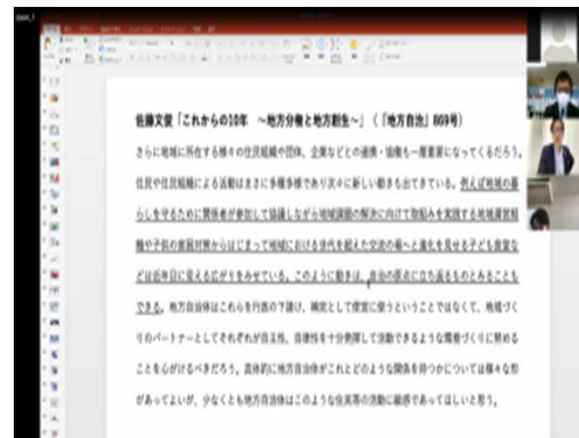 zoom_1
佐藤文俊「これからの10年 ~地方分権と地方創生~」(『地方自治』869号)
さらに地域に所在する様々の住民組織や団体、企業などとの連携・協働も一層重要になってくるだろう。
住民や住民組織による活動はまさに多種多様であり次々に新しい動きも出てきている。例えば地域の暮
らしを守るために関係者が参加して協議しながら地域課題の解決に向けて取組みを実践する地域運営組
織や子供の貧困対策からはじまって地域における世代を超えた交流の場へと進化を見せる子ども食堂な
どは近年目に見える広がりをみせている。このように動きは、自治の原点に立ち返るものとみることも
できる。地方自治体はこれらを行政の下請け、補完として便宜に使うということではなくて、地域づく
りのパートナーとしてそれぞれが自主性、自律性を十分発揮して活動できるような環境づくりに努める
ことを心がけるべきだろう。具体的に地方自治体がこれとどのような関係を持つかについては様々な形
があってよいが、少なくとも地方自治体はこのような住民等の活動に敏感であってほしいと思う。